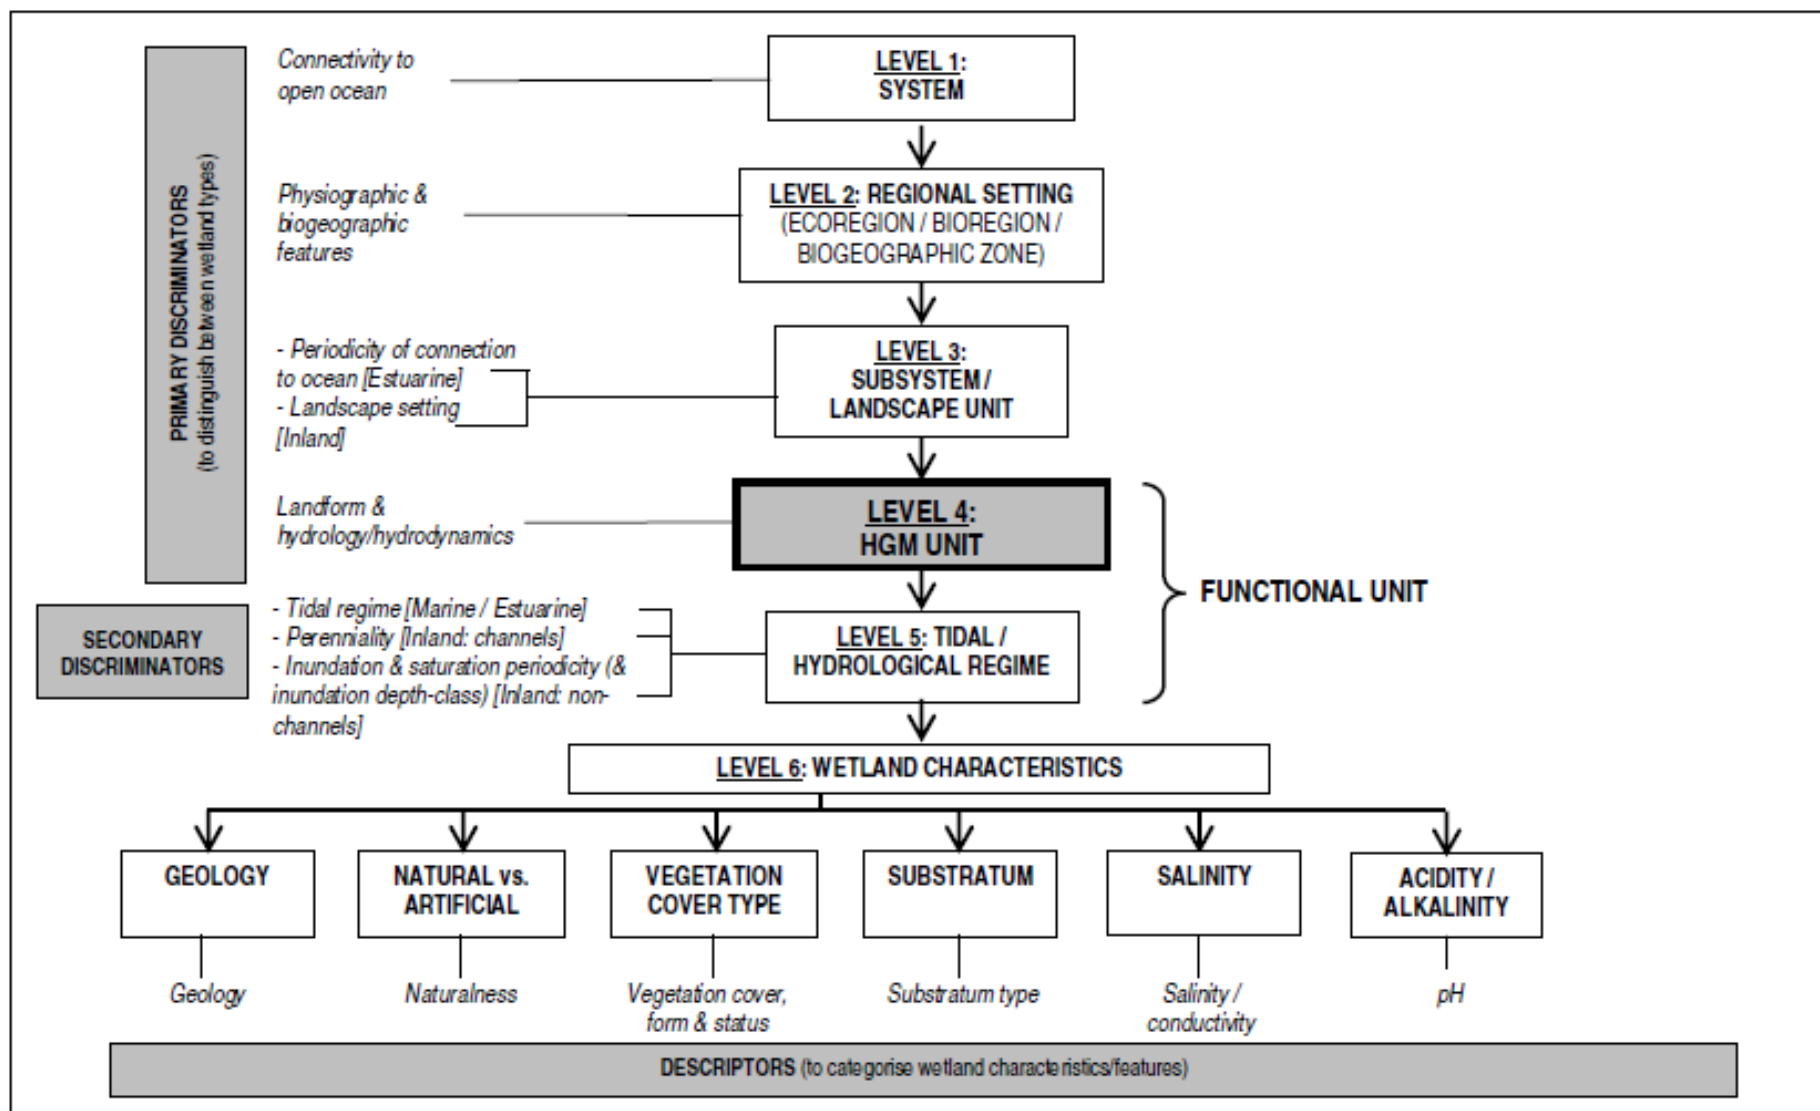 PRIMARY DISCRIMINATORS
(to distinguish between wetland types)
Connectivity to
open ocean
LEVEL 1:
SYSTEM
Physiographic &
biogeographic
features
LEVEL 2: REGIONAL SETTING
(ECOREGION / BIOREGION /
BIOGEOGRAPHIC ZONE)
- Periodicity of connection
to ocean [Estuarine]
- Landscape setting
[Inland]
LEVEL 3:
SUBSYSTEM /
LANDSCAPE UNIT
Landform &
hydrology/hydrodynamics
LEVEL 4:
HGM UNIT
FUNCTIONAL UNIT
SECONDARY
DISCRIMINATORS
- Tidal regime [Marine / Estuarine]
- Perenniality [Inland: channels]
- Inundation & saturation periodicity (&
inundation depth-class) [Inland: non-
channels]
LEVEL 5: TIDAL /
HYDROLOGICAL REGIME
LEVEL 6: WETLAND CHARACTERISTICS
GEOLOGY
NATURAL vs.
ARTIFICIAL
VEGETATION
COVER TYPE
SUBSTRATUM
SALINITY
ACIDITY /
ALKALINITY
Geology
Naturalness
Vegetation cover,
form & status
Substratum type
Salinity /
conductivity
pH
DESCRIPTORS (to categorise wetland characteristics/features)